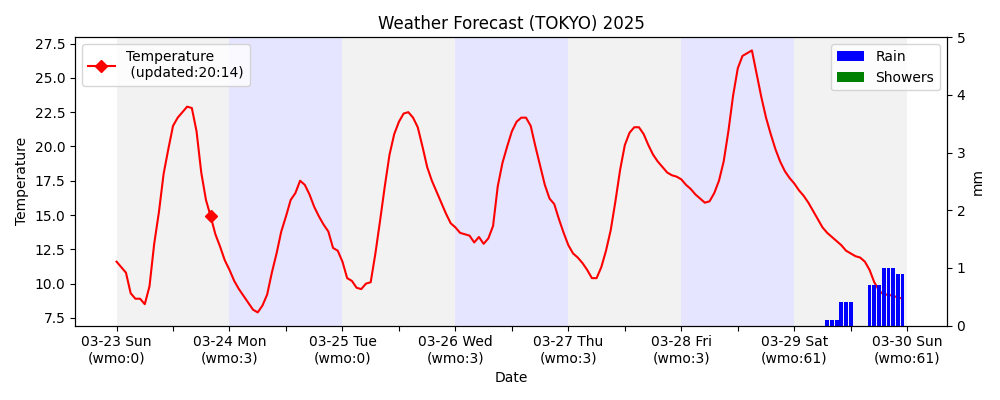 Weather Forecast (TOKYO) 2025
Temperature
(updated:20:14)
Rain
Showers
27.5
25.0
22.5
20.0
17.5
15.0
12.5
10.0
7.5
Temperature
5
4
3
2
1
0
mm
03-23 Sun
(wmo:0)
03-24 Mon
(wmo:3)
03-25 Tue
(wmo:0)
03-26 Wed
(wmo:3)
03-27 Thu
(wmo:3)
03-28 Fri
(wmo:3)
03-29 Sat
(wmo:61)
03-30 Sun
(wmo:61)
Date